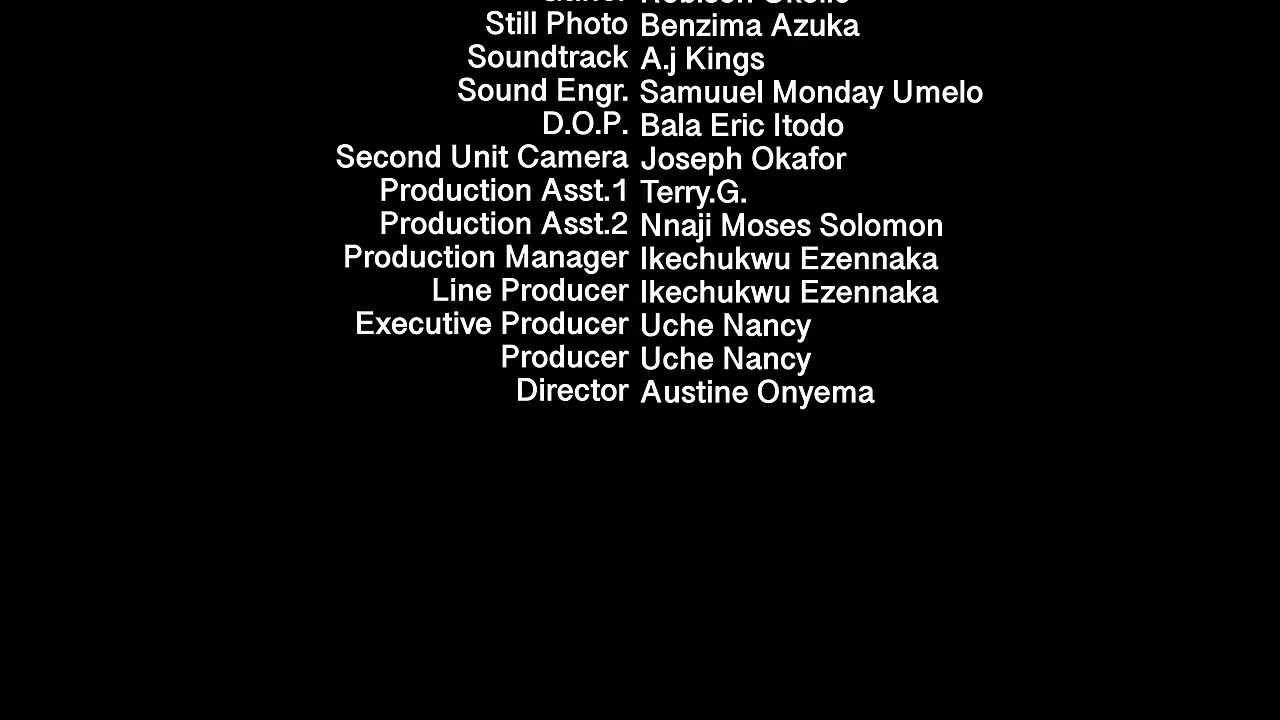 Still Photo Benzima Azuka
Soundtrack A.j Kings
Sound Engr. Samuuel Monday Umelo
D.O.P. Bala Eric Itodo
Second Unit Camera Joseph Okafor
Production Asst.1 Terry.G.
Production Asst.2 Nnaji Moses Solomon
Production Manager Ikechukwu Ezennaka
Line Producer Ikechukwu Ezennaka
Executive Producer Uche Nancy
Producer Uche Nancy
Director Austine Onyema